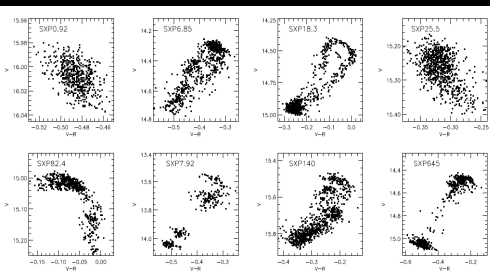 SXP0.92
SXP6.85
SXP18.3
SXP25.5
15.96
15.98
16.00
16.02
16.04
V
-0.52 -0.50 -0.48 -0.46
V-R
14.2
14.4
14.6
14.8
V
-0.5 -0.4 -0.3
V-R
14.25
14.50
14.75
15.00
V
-0.3 -0.2 -0.1 0.0
V-R
15.20
15.30
15.40
V
-0.35 -0.30 -0.25
V-R
SXP82.4
SXP7.92
SXP140
SXP645
15.00
15.10
15.20
V
-0.15 -0.10 -0.05 0.00
V-R
13.4
13.6
13.8
14.0
V
-0.5 -0.4 -0.3
V-R
15.4
15.6
15.8
V
-0.4 -0.3 -0.2
V-R
14.4
14.6
14.8
15.0
V
-0.6 -0.4 -0.2
V-R